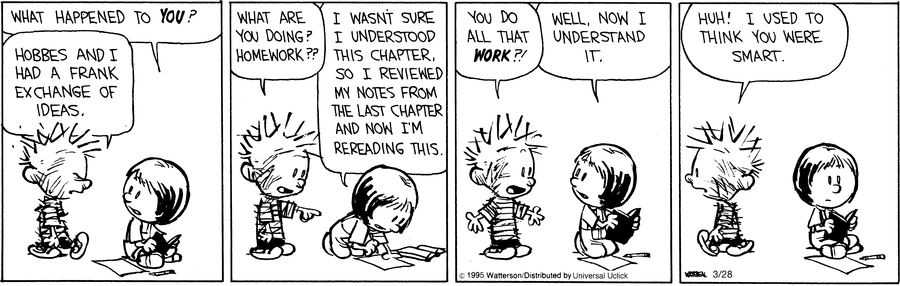 WHAT HAPPENED TO YOU?
HOBBES AND I
HAD A FRANK
EXCHANGE OF
IDEAS.
WHAT ARE
YOU DOING?
HOMEWORK??
I WASN'T SURE
I UNDERSTOOD
THIS CHAPTER,
SO I REVIEWED
MY NOTES FROM
THE LAST CHAPTER
AND NOW I'M
REREADING THIS.
YOU DO
ALL THAT
WORK?!
WELL, NOW I
UNDERSTAND
IT.
© 1995 Watterson/Distributed by Universal Uclick
HUH! I USED TO
THINK YOU WERE
SMART.
WATTERSON 3/28